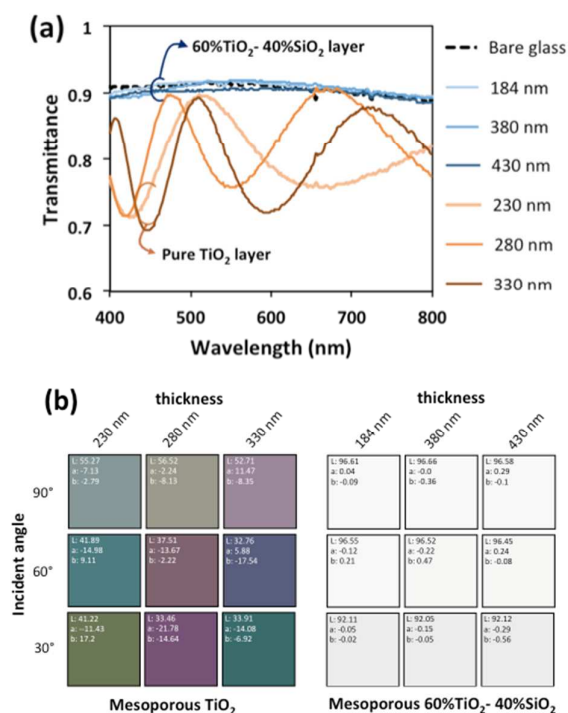 (a)
60%TiO₂- 40%SiO₂ layer
Pure TiO₂ layer
Transmittance
1
0.9
0.8
0.7
0.6
400
500
600
700
800
Wavelength (nm)
Bare glass
184 nm
380 nm
430 nm
230 nm
280 nm
330 nm
(b)
thickness
230 nm
280 nm
330 nm
Incident angle
90°
L: 55.27
a: -7.13
b: -2.79
L: 56.52
a: -2.24
b: -8.13
L: 52.71
a: 11.47
b: -8.35
60°
L: 41.89
a: -14.98
b: 9.11
L: 37.51
a: -13.67
b: -2.22
L: 32.76
a: 5.88
b: -17.54
30°
L: 41.22
a: --11.43
b: 17.2
L: 33.46
a: -21.78
b: -14.64
L: 33.91
a: -14.08
b: -6.92
Mesoporous TiO₂
thickness
184 nm
380 nm
430 nm
L: 96.61
a: 0.04
b: -0.09
L: 96.66
a: -0.0
b: -0.36
L: 96.58
a: 0.29
b: -0.1
L: 96.55
a: -0.12
b: 0.21
L: 96.52
a: -0.22
b: 0.47
L: 96.45
a: 0.24
b: -0.08
L: 92.11
a: -0.05
b: -0.02
L: 92.05
a: -0.15
b: -0.05
L: 92.12
a: -0.29
b: -0.56
Mesoporous 60%TiO₂- 40%SiO₂